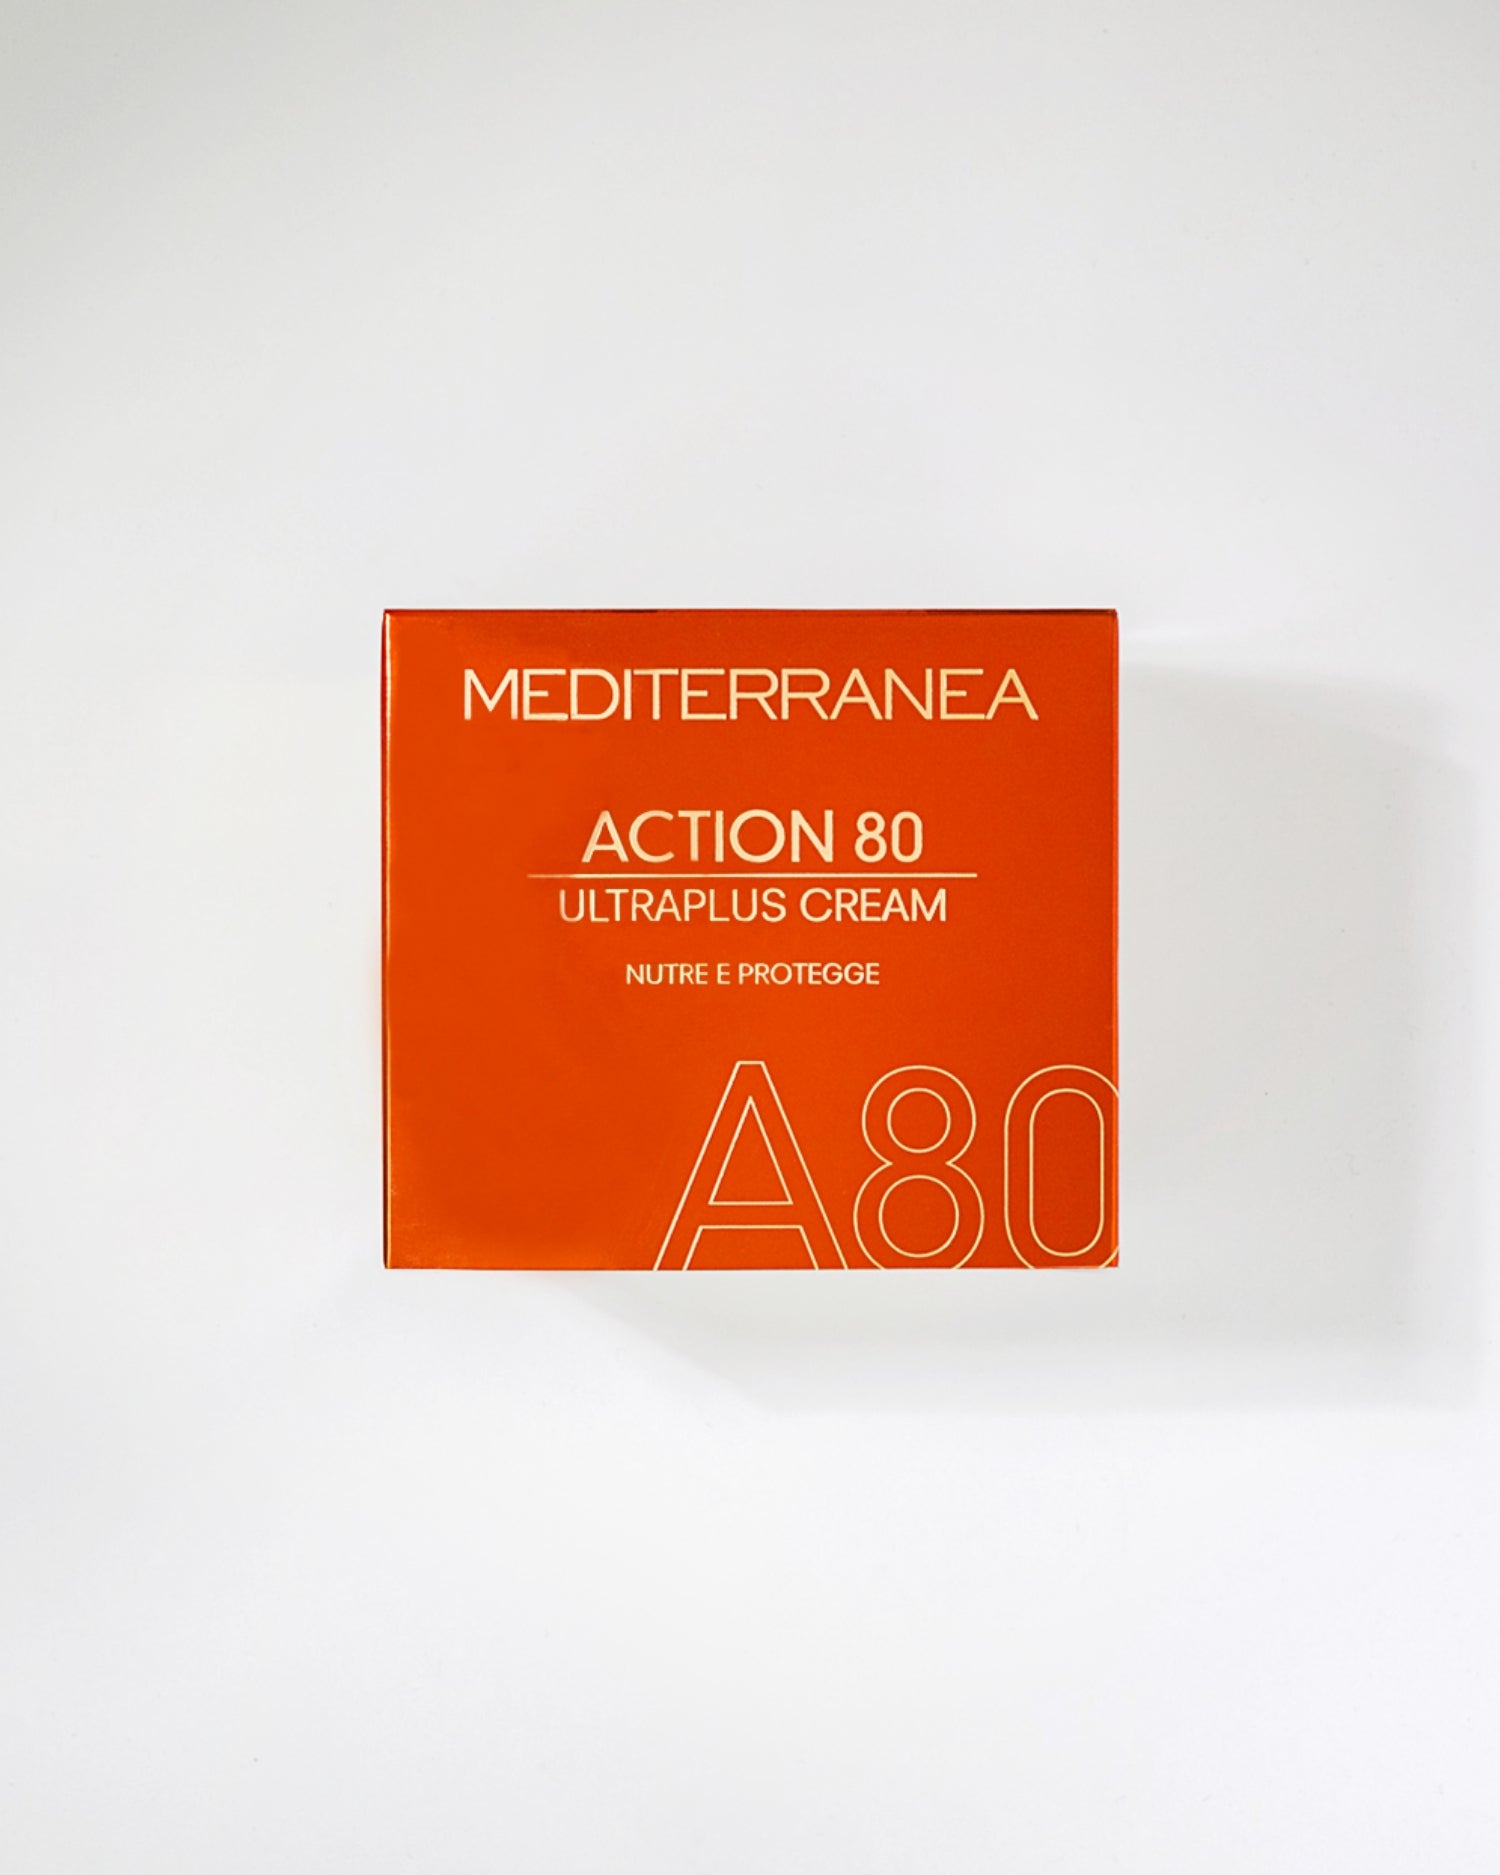 MEDITERRANEA
ACTION 80
ULTRAPLUS CREAM
NUTRE E PROTEGGE
A80